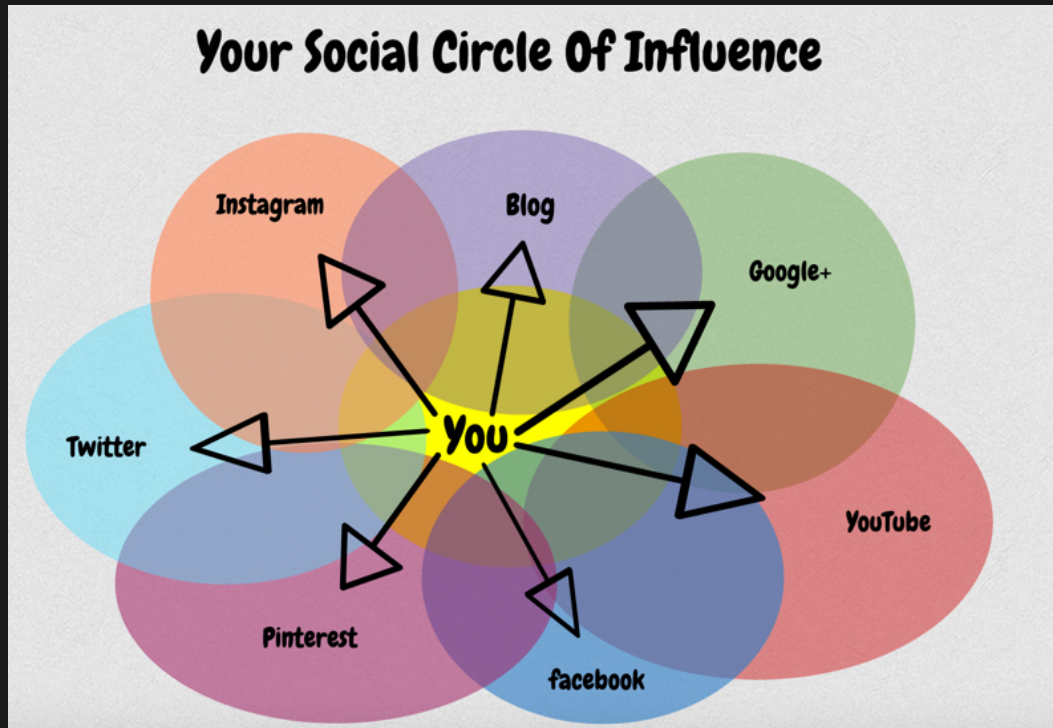 Your Social Circle Of Influence
Instagram
Blog
Google+
Twitter
You
YouTube
Pinterest
facebook